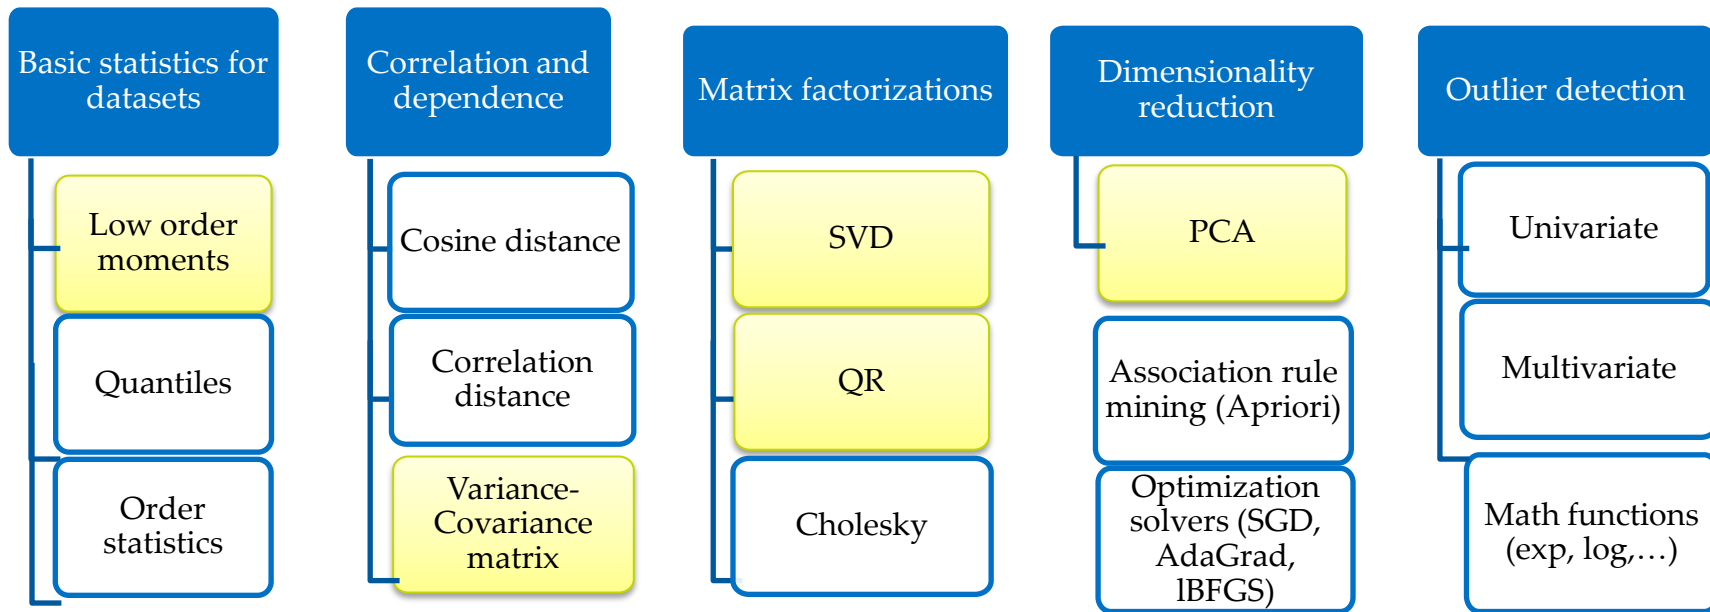 Basic statistics for
datasets
Low order
moments
Quantiles
Order
statistics
Correlation and
dependence
Cosine distance
Correlation
distance
Variance-
Covariance
matrix
Matrix factorizations
SVD
QR
Cholesky
Dimensionality
reduction
PCA
Association rule
mining (Apriori)
Optimization
solvers (SGD,
AdaGrad,
lBFGS)
Outlier detection
Univariate
Multivariate
Math functions
(exp, log,…)